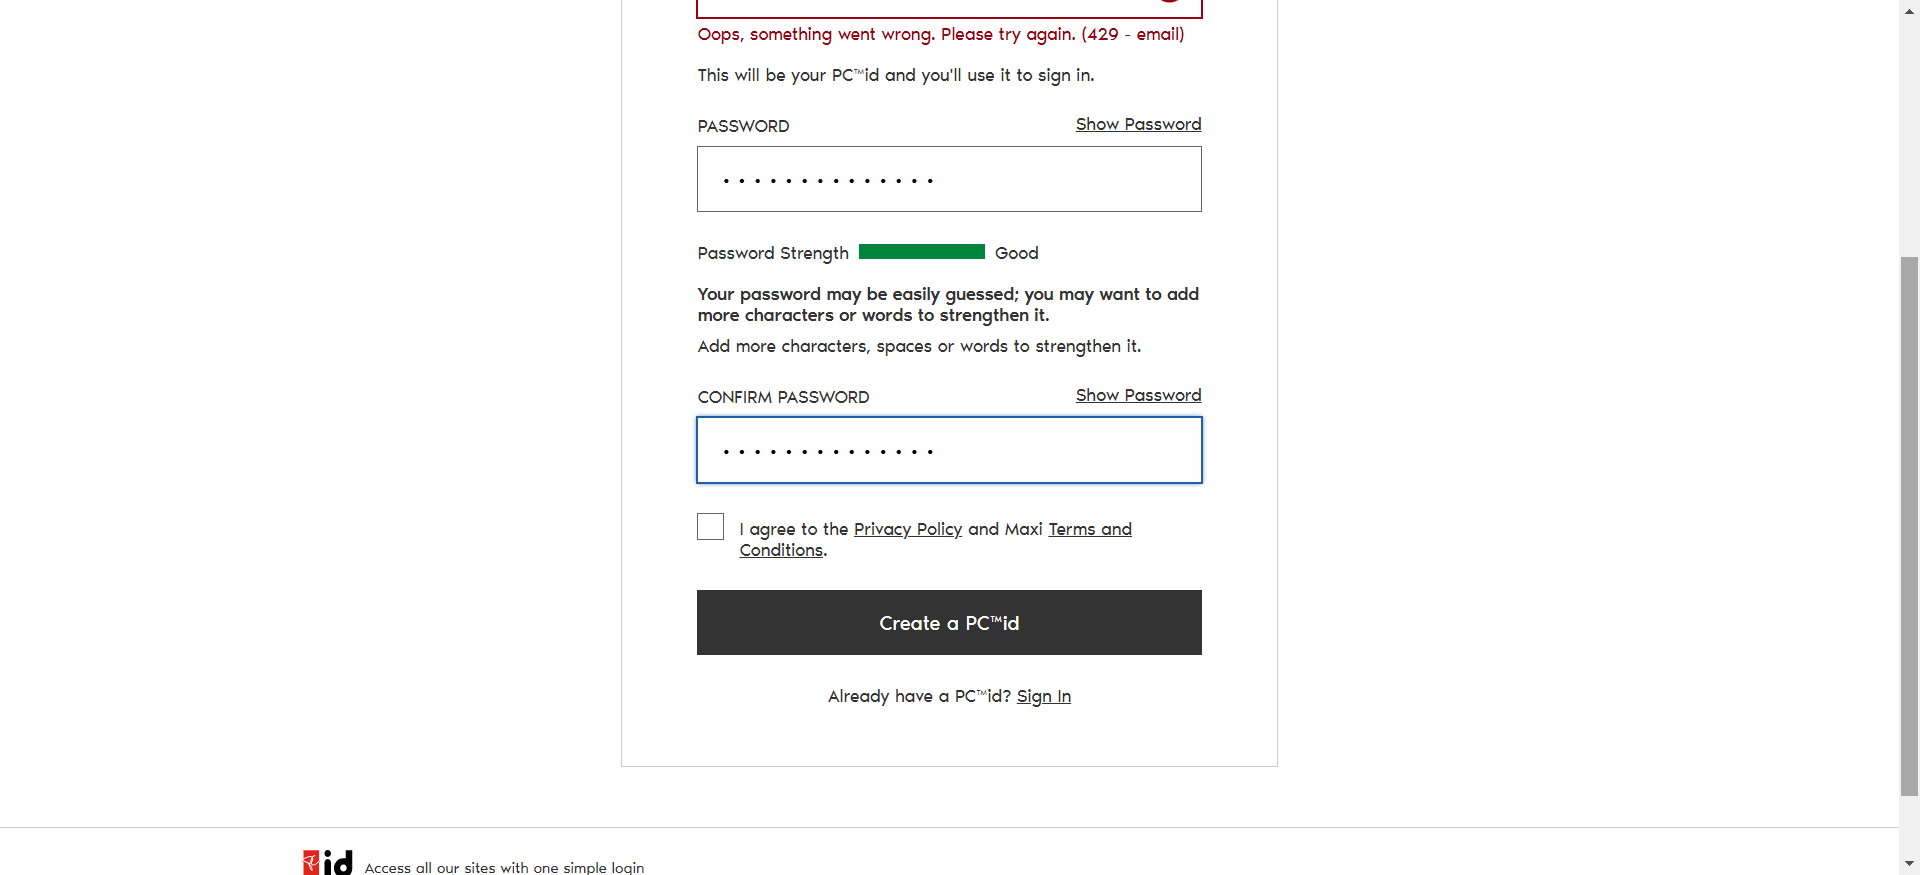 Oops, something went wrong. Please try again. (429 - email)
This will be your PC™id and you'll use it to sign in.
PASSWORD Show Password
••••••••••••••
Password Strength Good
Your password may be easily guessed; you may want to add
more characters or words to strengthen it.
Add more characters, spaces or words to strengthen it.
CONFIRM PASSWORD Show Password
••••••••••••••
I agree to the Privacy Policy and Maxi Terms and
Conditions.
Create a PC™id
Already have a PC™id? Sign In
id Access all our sites with one simple login